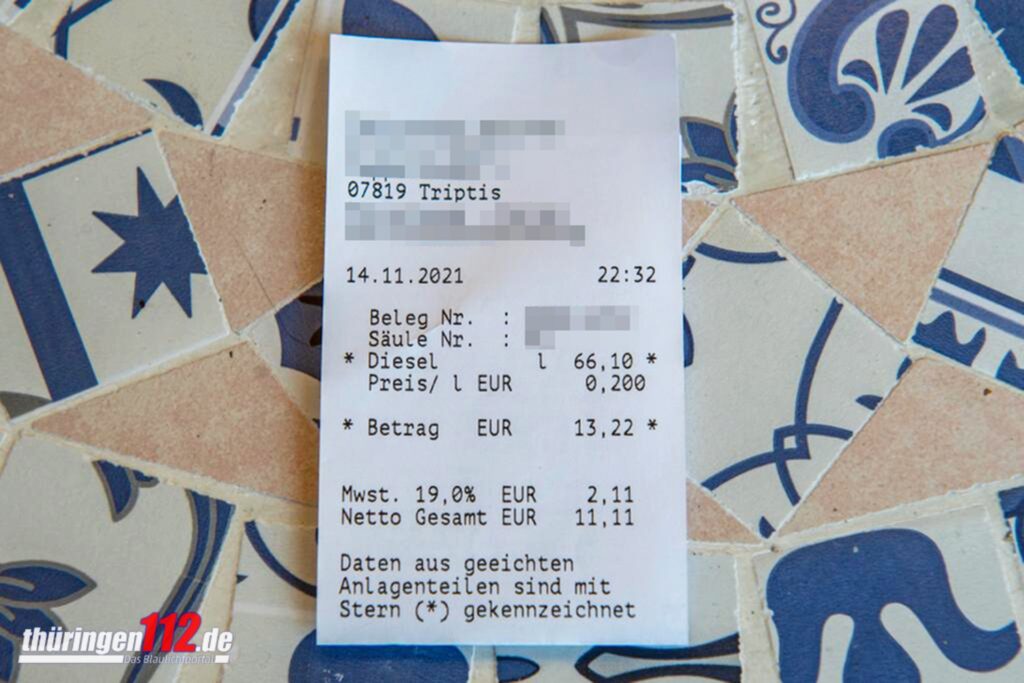 07819 Triptis
14.11.2021 22:32
Beleg Nr. :
Säule Nr. :
* Diesel l 66,10 *
Preis/ l EUR 0,200
* Betrag EUR 13,22 *
Mwst. 19,0% EUR 2,11
Netto Gesamt EUR 11,11
Daten aus geeichten
Anlagenteilen sind mit
Stern (*) gekennzeichnet
thüringen112.de
Das Blaulichtportal